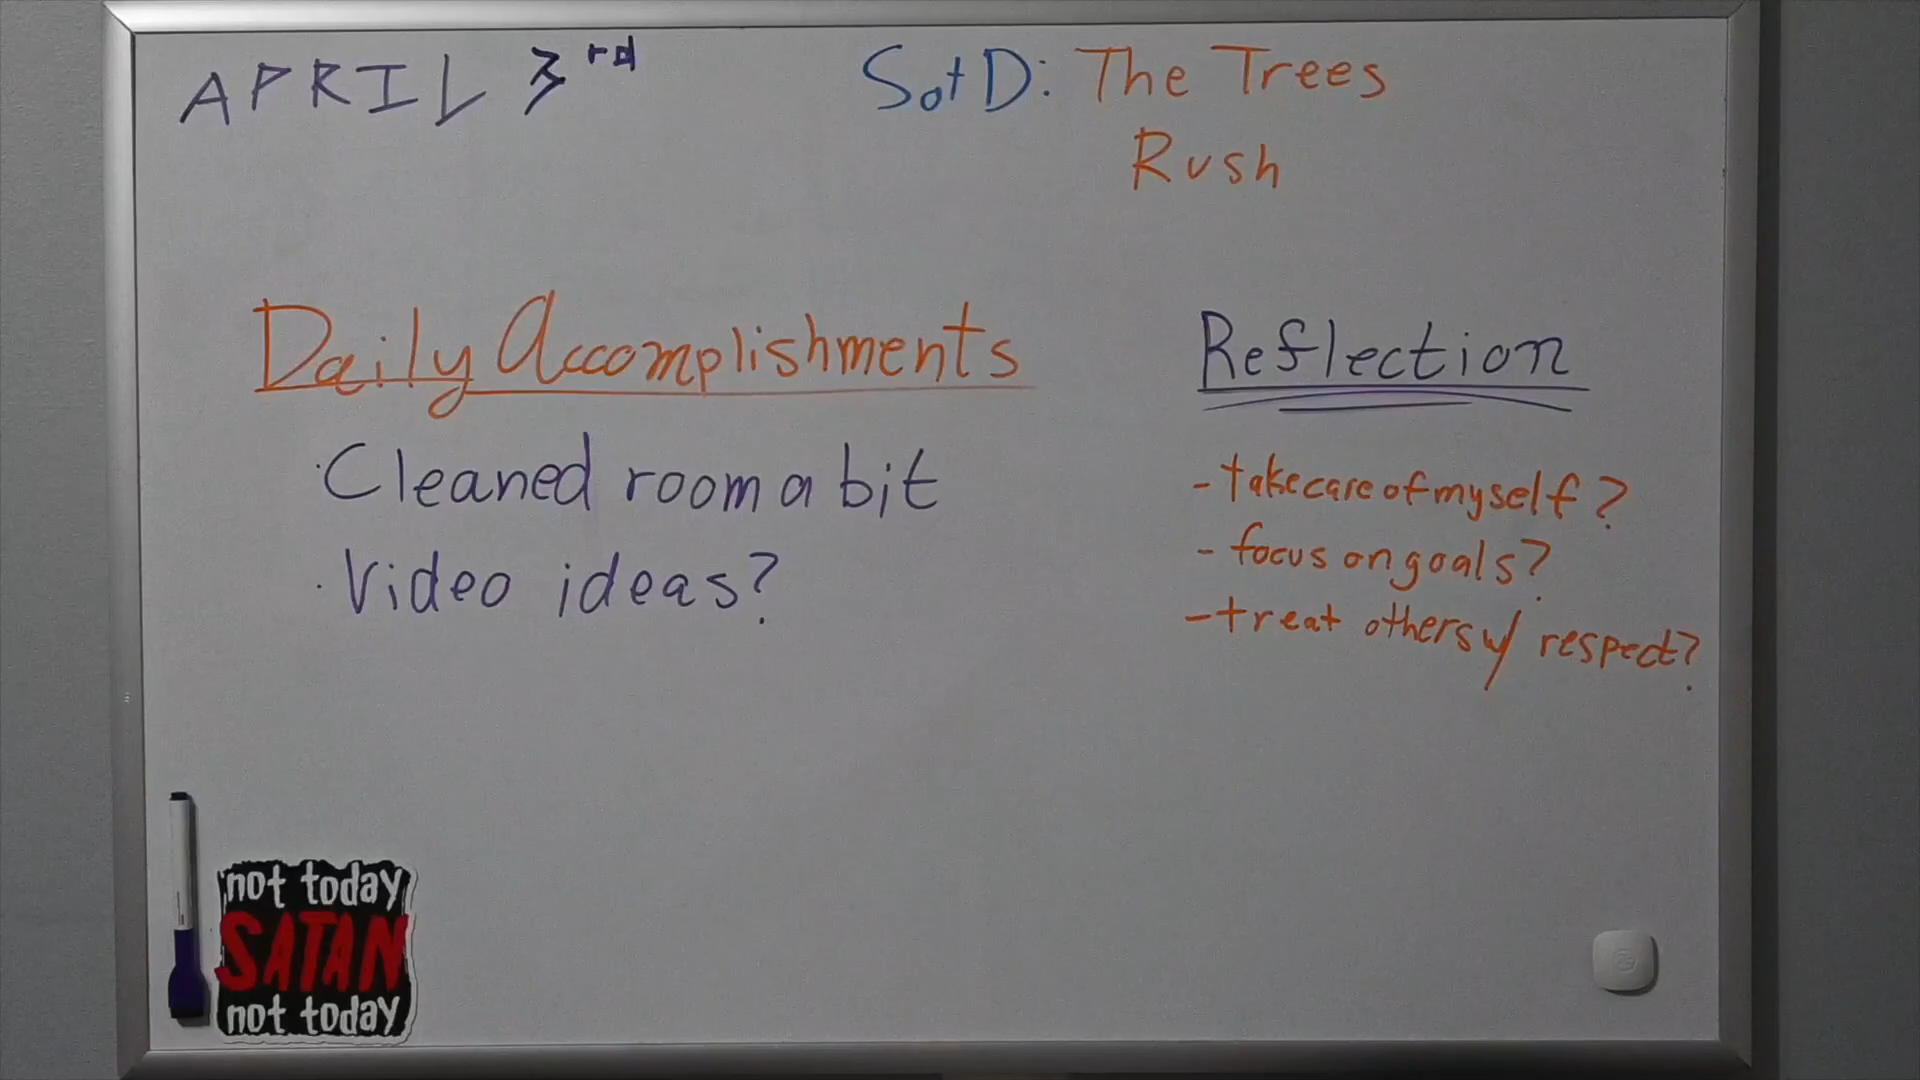 APRIL 3rd
SotD: The Trees
Rush
Daily Accomplishments
·Cleaned room a bit
·Video ideas?
Reflection
- take care of myself?
- focus on goals?
- treat others w/ respect?
not today
SATAN
not today